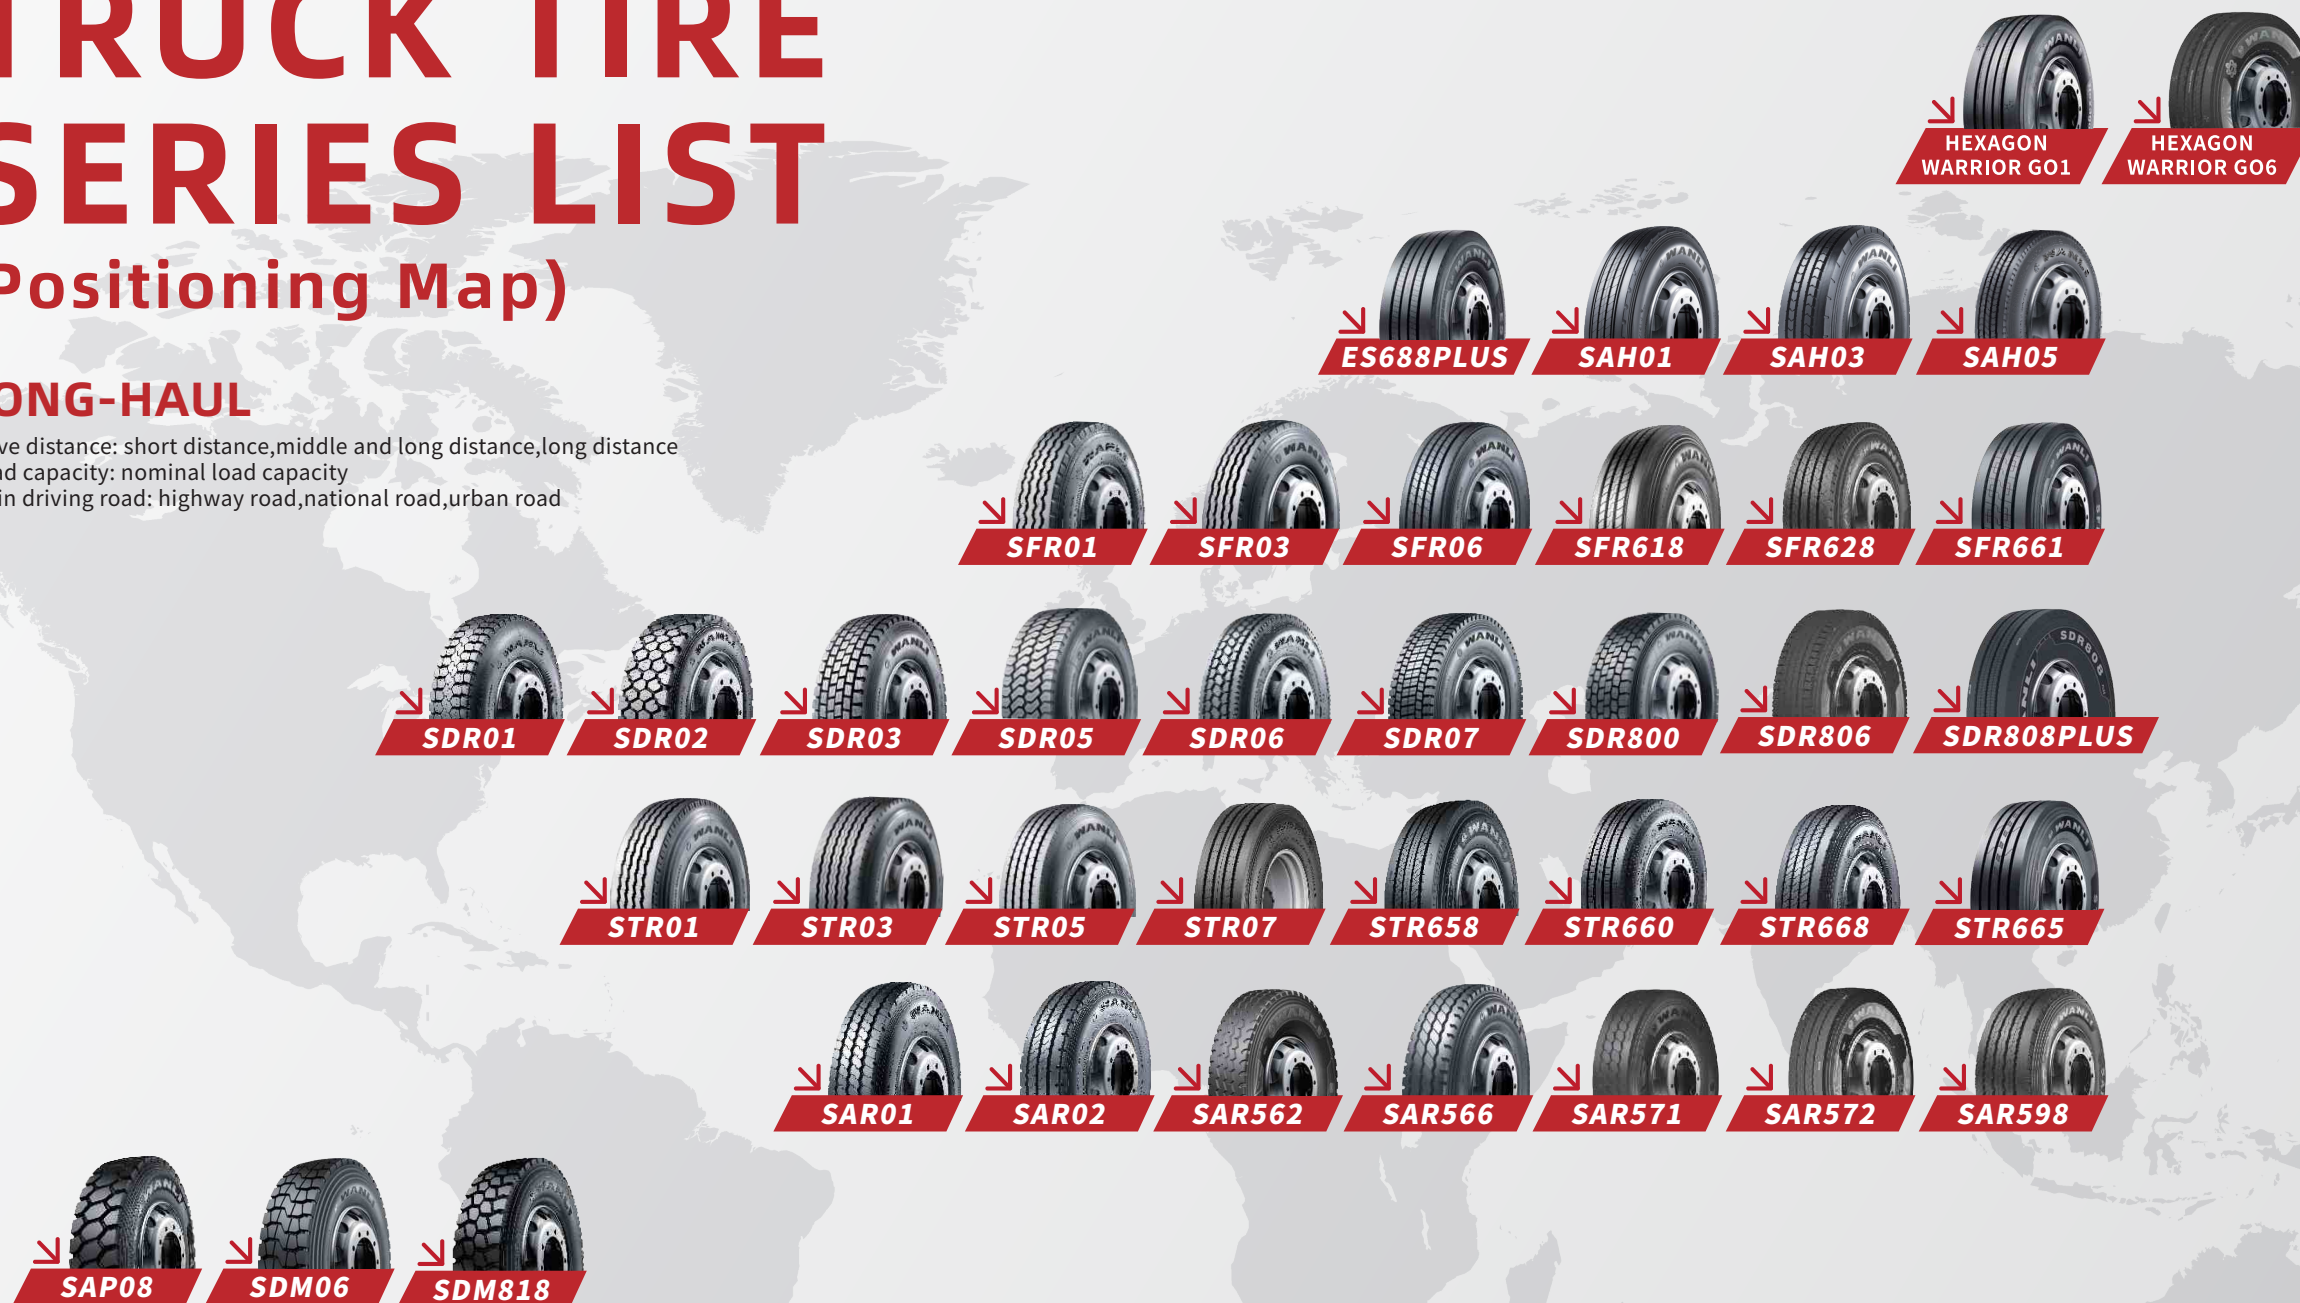 TRUCK TIRE
SERIES LIST
Positioning Map)
ONG-HAUL
ve distance: short distance,middle and long distance,long distance
ad capacity: nominal load capacity
in driving road: highway road,national road,urban road
HEXAGON
WARRIOR GO1
HEXAGON
WARRIOR GO6
ES688PLUS
SAH01
SAH03
SAH05
SFR01
SFR03
SFR06
SFR618
SFR628
SFR661
SDR01
SDR02
SDR03
SDR05
SDR06
SDR07
SDR800
SDR806
SDR808PLUS
STR01
STR03
STR05
STR07
STR658
STR660
STR668
STR665
SAR01
SAR02
SAR562
SAR566
SAR571
SAR572
SAR598
SAP08
SDM06
SDM818